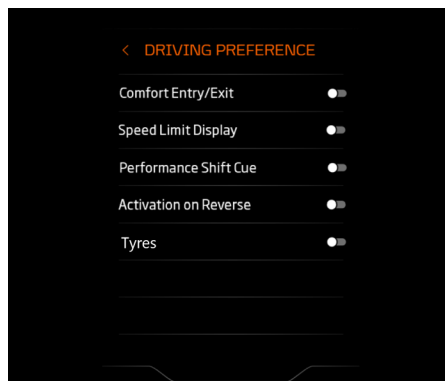 DRIVING PREFERENCE
Comfort Entry/Exit
Speed Limit Display
Performance Shift Cue
Activation on Reverse
Tyres